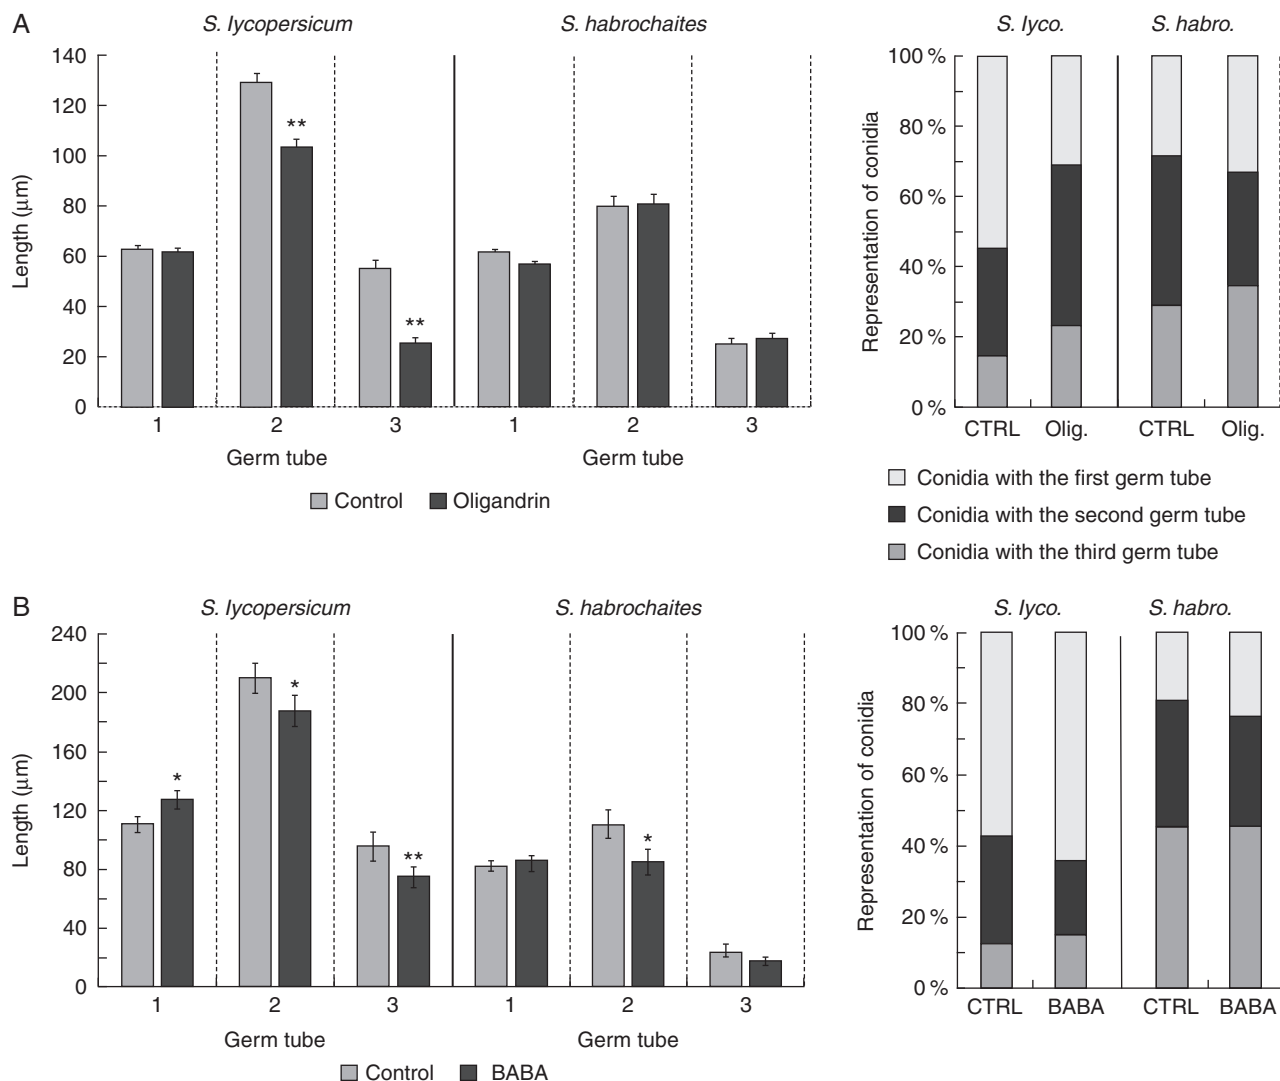 A
S. lycopersicum
S. habrochaites
140
120
100
80
60
40
20
0
Length (μm)
**
**
1
2
3
1
2
3
Germ tube
Germ tube
Control
Oligandrin
S. lyco.
S. habro.
100 %
80 %
60 %
40 %
20 %
0 %
Representation of conidia
CTRL
Olig.
CTRL
Olig.
Conidia with the first germ tube
Conidia with the second germ tube
Conidia with the third germ tube
B
S. lycopersicum
S. habrochaites
240
200
160
120
80
40
0
Length (μm)
*
*
**
*
1
2
3
1
2
3
Germ tube
Germ tube
Control
BABA
S. lyco.
S. habro.
100 %
80 %
60 %
40 %
20 %
0 %
Representation of conidia
CTRL
BABA
CTRL
BABA